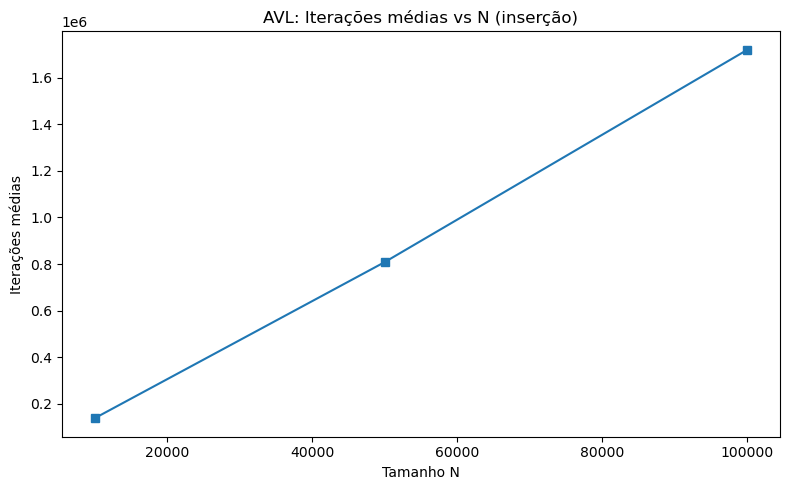 AVL: Iterações médias vs N (inserção)
1e6
1.6
1.4
1.2
1.0
0.8
0.6
0.4
0.2
Iterações médias
20000 40000 60000 80000 100000
Tamanho N